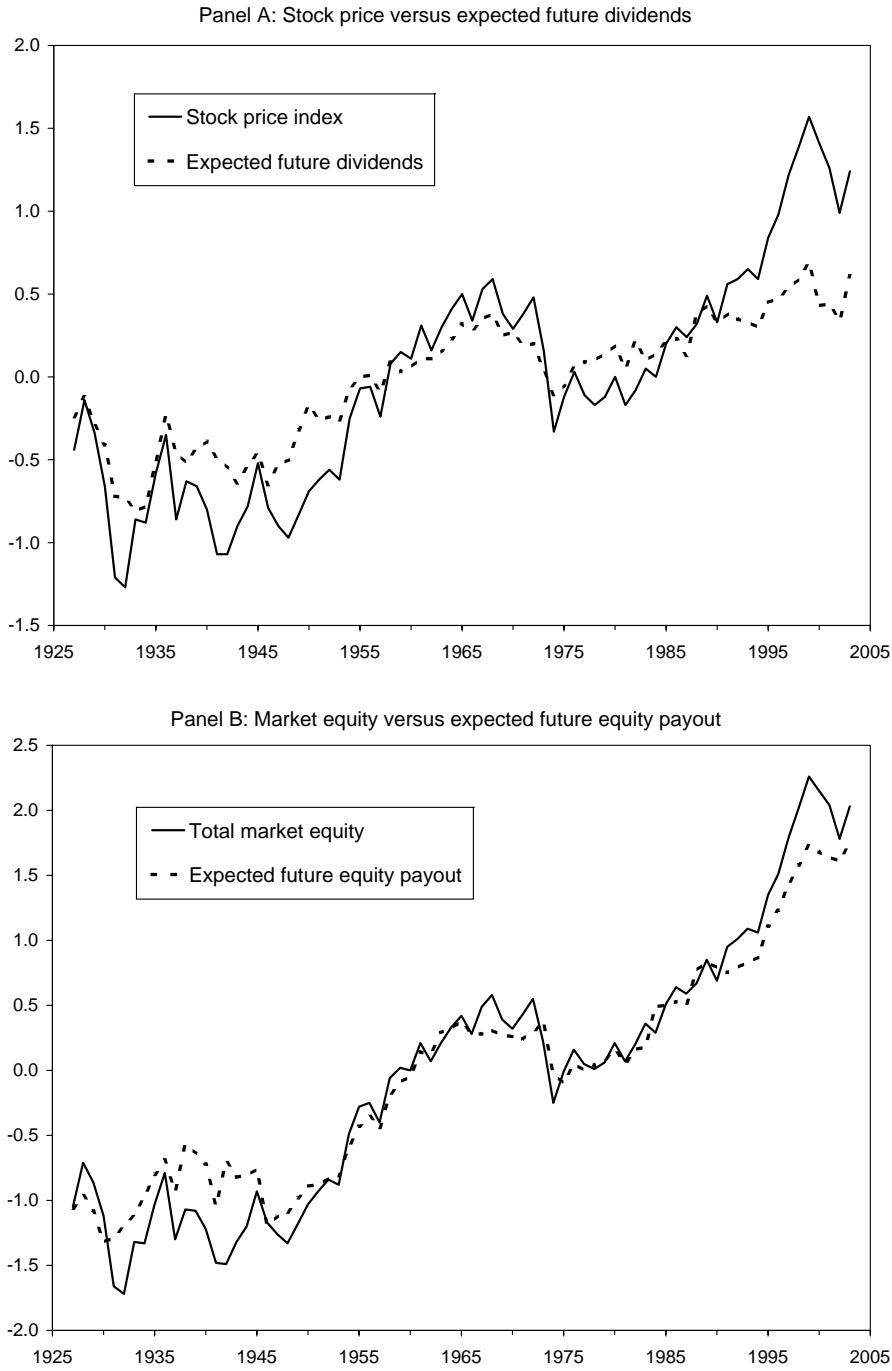 Panel A: Stock price versus expected future dividends
2.0
1.5
1.0
0.5
0.0
-0.5
-1.0
-1.5
Stock price index
Expected future dividends
1925 1935 1945 1955 1965 1975 1985 1995 2005
Panel B: Market equity versus expected future equity payout
2.5
2.0
1.5
1.0
0.5
0.0
-0.5
-1.0
-1.5
-2.0
Total market equity
Expected future equity payout
1925 1935 1945 1955 1965 1975 1985 1995 2005